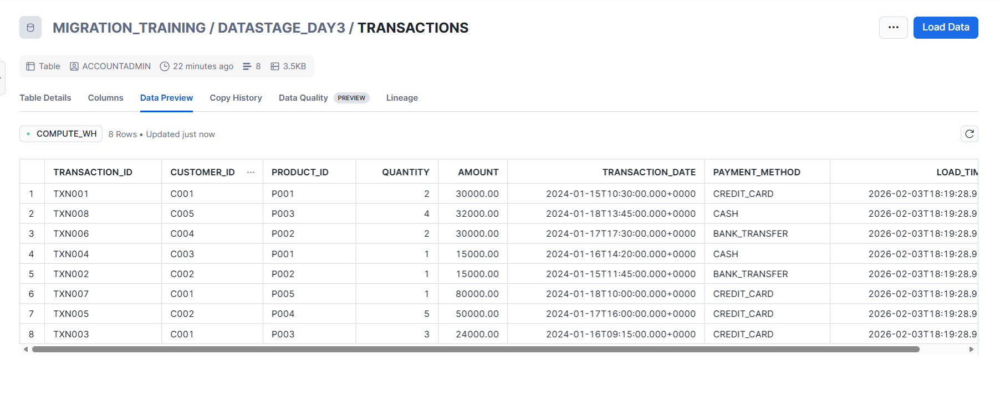 MIGRATION_TRAINING / DATASTAGE_DAY3 / TRANSACTIONS
... Load Data
Table ACCOUNTADMIN 22 minutes ago 8 3.5KB
Table Details Columns Data Preview Copy History Data Quality PREVIEW Lineage
COMPUTE_WH 8 Rows • Updated just now
TRANSACTION_ID CUSTOMER_ID ... PRODUCT_ID QUANTITY AMOUNT TRANSACTION_DATE PAYMENT_METHOD LOAD_TIM
1 TXN001 C001 P001 2 30000.00 2024-01-15T10:30:00.000+0000 CREDIT_CARD 2026-02-03T18:19:28.9
2 TXN008 C005 P003 4 32000.00 2024-01-18T13:45:00.000+0000 CASH 2026-02-03T18:19:28.9
3 TXN006 C004 P002 2 30000.00 2024-01-17T17:30:00.000+0000 BANK_TRANSFER 2026-02-03T18:19:28.9
4 TXN004 C003 P001 1 15000.00 2024-01-16T14:20:00.000+0000 CASH 2026-02-03T18:19:28.9
5 TXN002 C002 P002 1 15000.00 2024-01-15T11:45:00.000+0000 BANK_TRANSFER 2026-02-03T18:19:28.9
6 TXN007 C001 P005 1 80000.00 2024-01-18T10:00:00.000+0000 CREDIT_CARD 2026-02-03T18:19:28.9
7 TXN005 C002 P004 5 50000.00 2024-01-17T16:00:00.000+0000 CREDIT_CARD 2026-02-03T18:19:28.9
8 TXN003 C001 P003 3 24000.00 2024-01-16T09:15:00.000+0000 CREDIT_CARD 2026-02-03T18:19:28.9